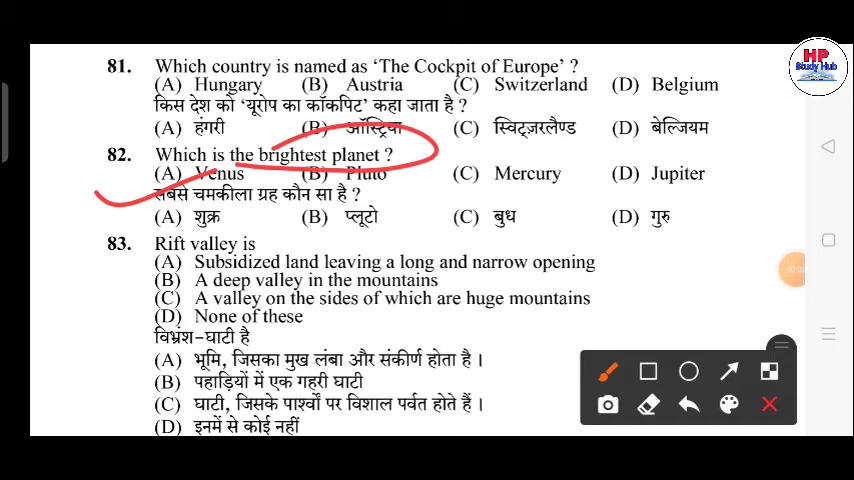 HP
Study Hub
81. Which country is named as ‘The Cockpit of Europe’ ?
(A) Hungary (B) Austria (C) Switzerland (D) Belgium
किस देश को ‘यूरोप का कॉकपिट’ कहा जाता है ?
(A) हंगरी (B) ऑस्ट्रिया (C) स्विट्ज़रलैण्ड (D) बेल्जियम
82. Which is the brightest planet ?
(A) Venus (B) Pluto (C) Mercury (D) Jupiter
सबसे चमकीला ग्रह कौन सा है ?
(A) शुक्र (B) प्लूटो (C) बुध (D) गुरु
83. Rift valley is
(A) Subsidized land leaving a long and narrow opening
(B) A deep valley in the mountains
(C) A valley on the sides of which are huge mountains
(D) None of these
विभ्रंश-घाटी है
(A) भूमि, जिसका मुख लंबा और संकीर्ण होता है ।
(B) पहाड़ियों में एक गहरी घाटी
(C) घाटी, जिसके पार्श्वों पर विशाल पर्वत होते हैं ।
(D) इनमें से कोई नहीं